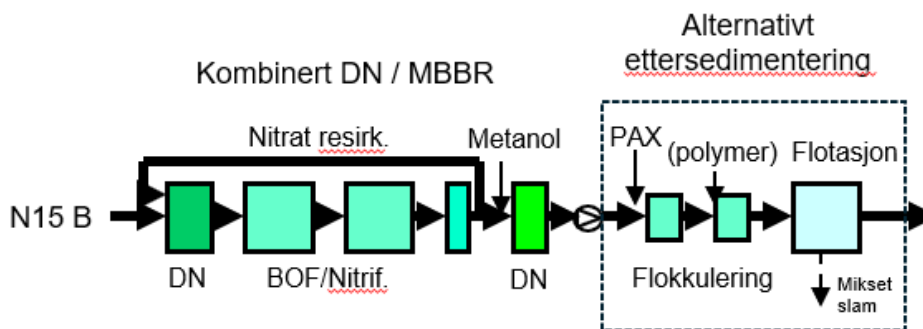 Alternativt
ettersedimentering
Kombinert DN / MBBR
Nitrat resirk.
Metanol
PAX
(polymer)
Flotasjon
N15 B
DN
BOF/Nitrif.
DN
Flokkulering
Mikset
slam